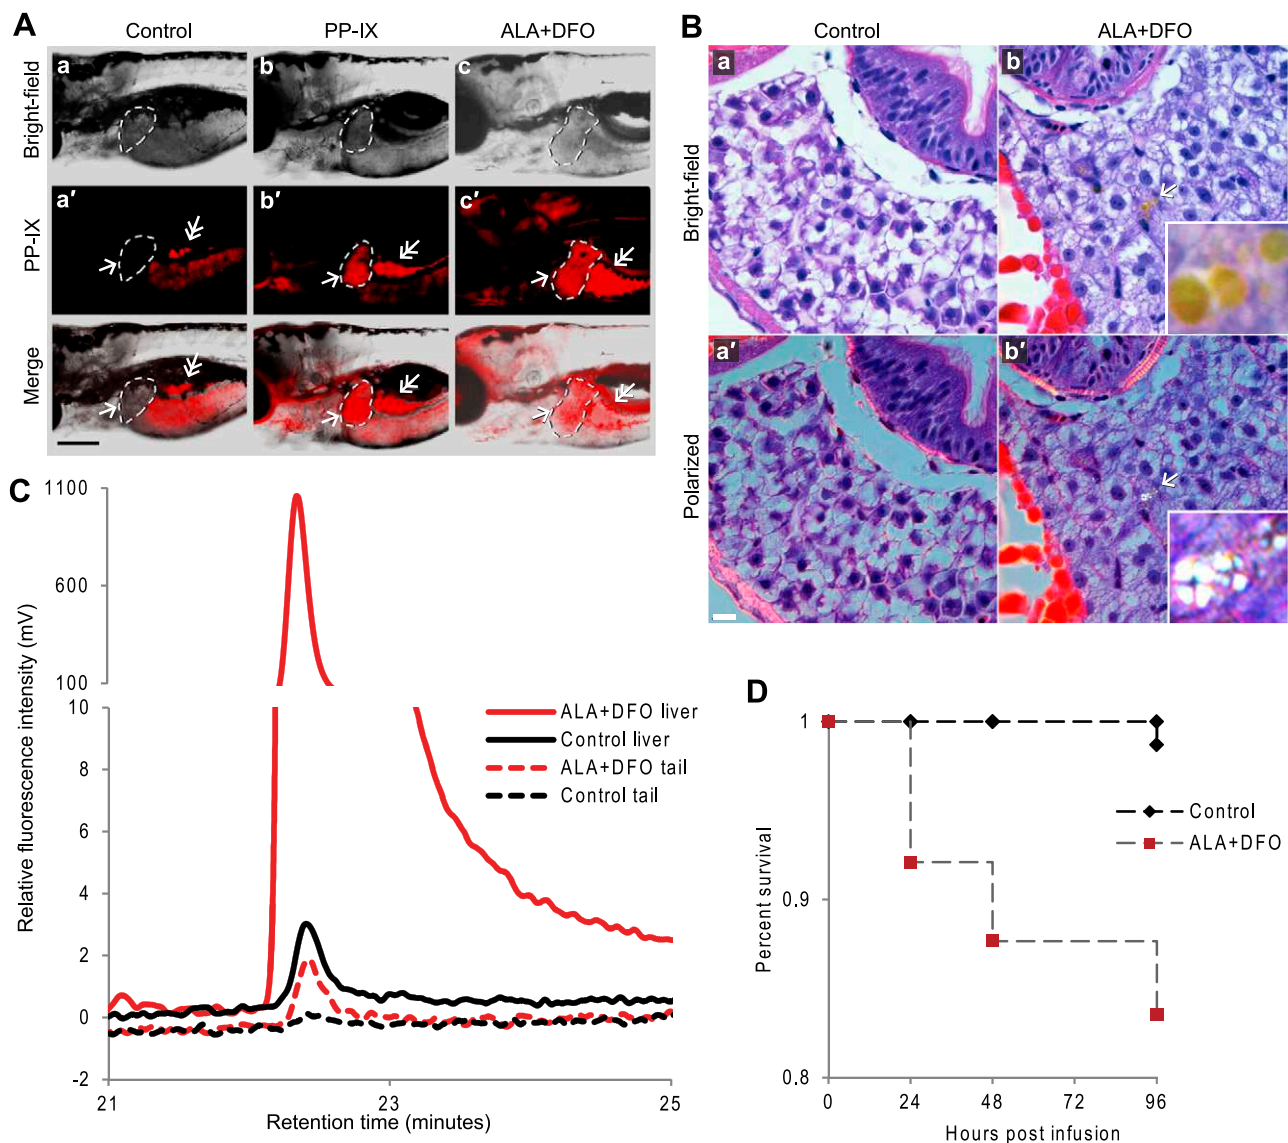 A
Control
PP-IX
ALA+DFO
Bright-field
a
b
c
PP-IX
a′
b′
c′
Merge
B
Control
ALA+DFO
Bright-field
a
b
Polarized
a′
b′
C
Relative fluorescence intensity (mV)
1100
600
100
10
8
6
4
2
0
-2
21
23
25
Retention time (minutes)
ALA+DFO liver
Control liver
ALA+DFO tail
Control tail
D
Percent survival
1
0.9
0.8
0
24
48
72
96
Hours post infusion
Control
ALA+DFO